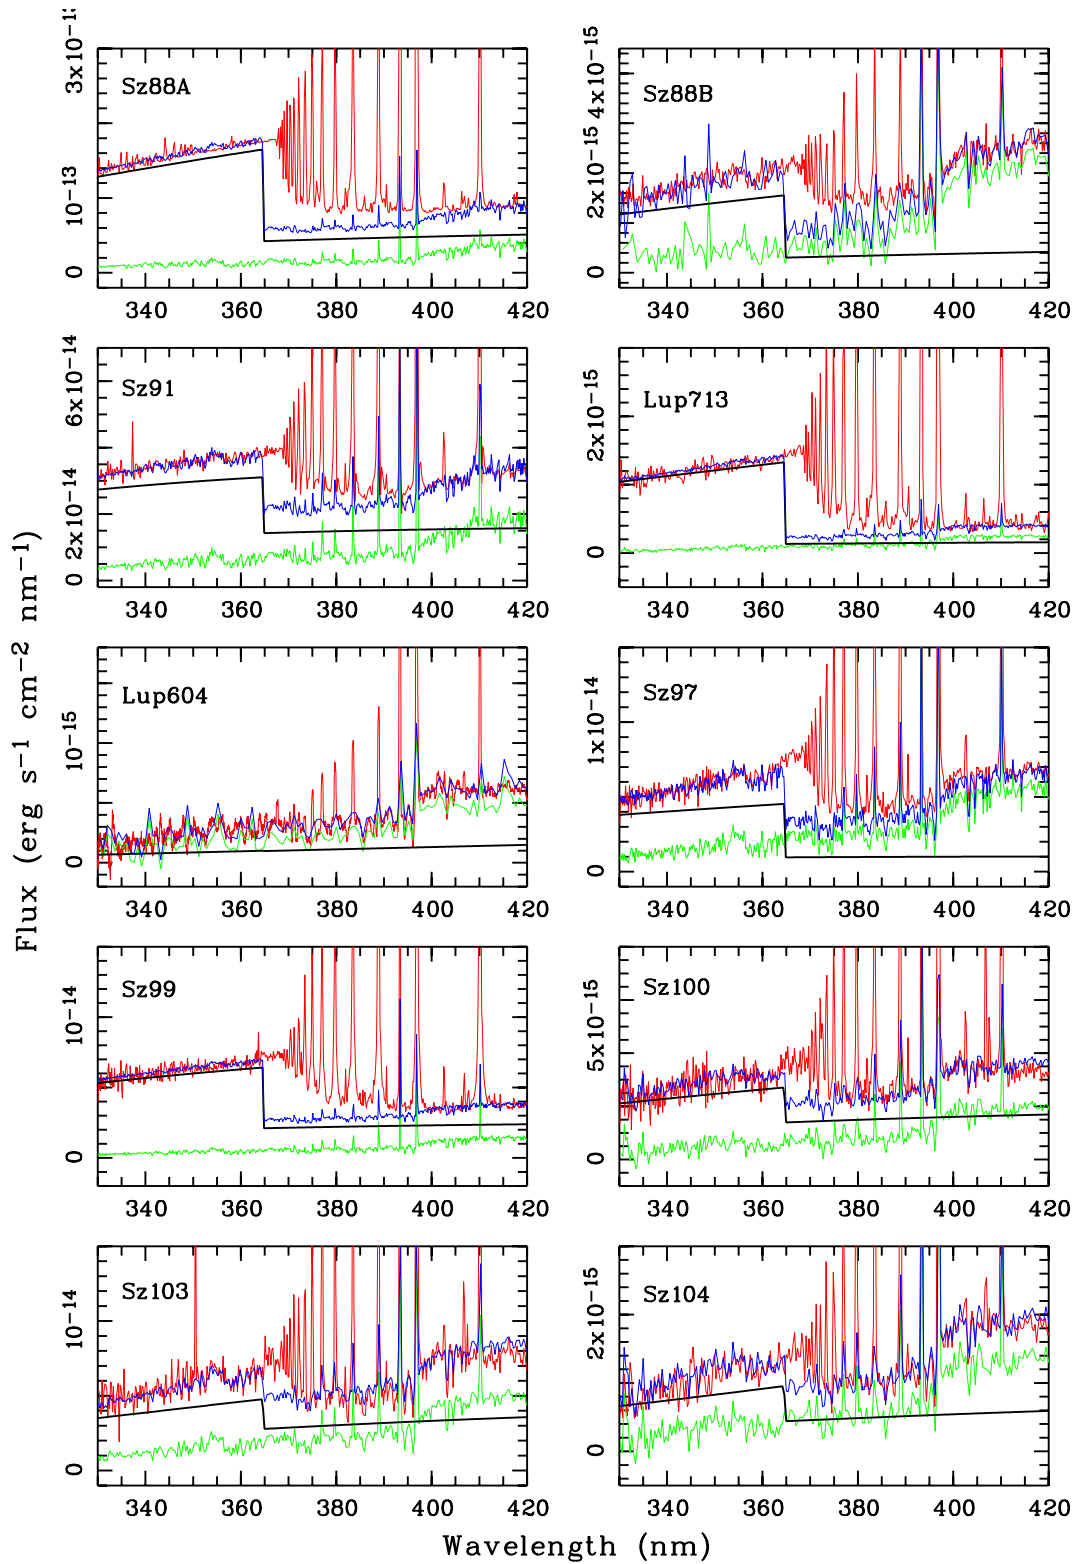 3x10−13
10−13
0
Sz88A
340 360 380 400 420
4x10−15
2x10−15
0
Sz88B
340 360 380 400 420
6x10−14
2x10−14
0
Sz91
340 360 380 400 420
2x10−15
0
Lup713
340 360 380 400 420
10−15
0
Lup604
340 360 380 400 420
1x10−14
0
Sz97
340 360 380 400 420
10−14
0
Sz99
340 360 380 400 420
5x10−15
0
Sz100
340 360 380 400 420
10−14
0
Sz103
340 360 380 400 420
2x10−15
0
Sz104
340 360 380 400 420
Flux (erg s−1 cm−2 nm−1)
Wavelength (nm)